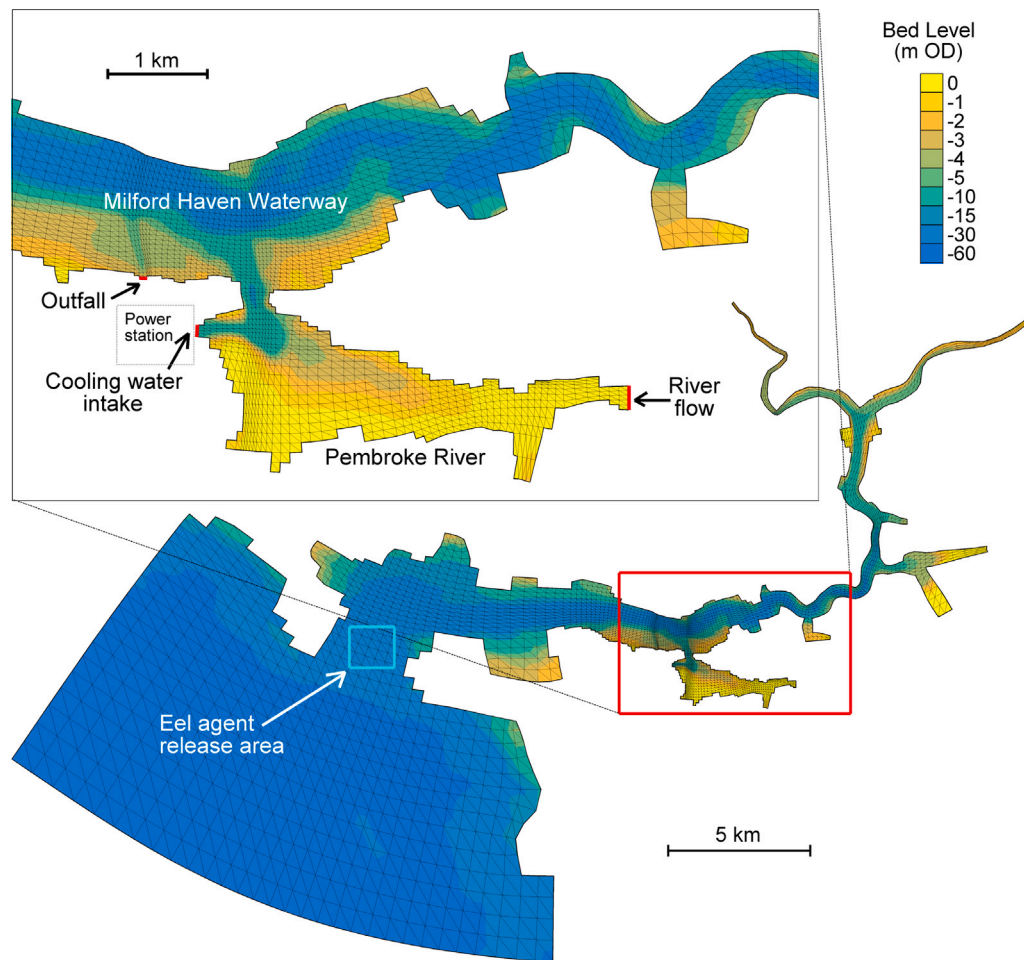 1 km
Bed Level
(m OD)
0
-1
-2
-3
-4
-5
-10
-15
-30
-60
Milford Haven Waterway
Outfall
Power
station
Cooling water
intake
River
flow
Pembroke River
Eel agent
release area
5 km